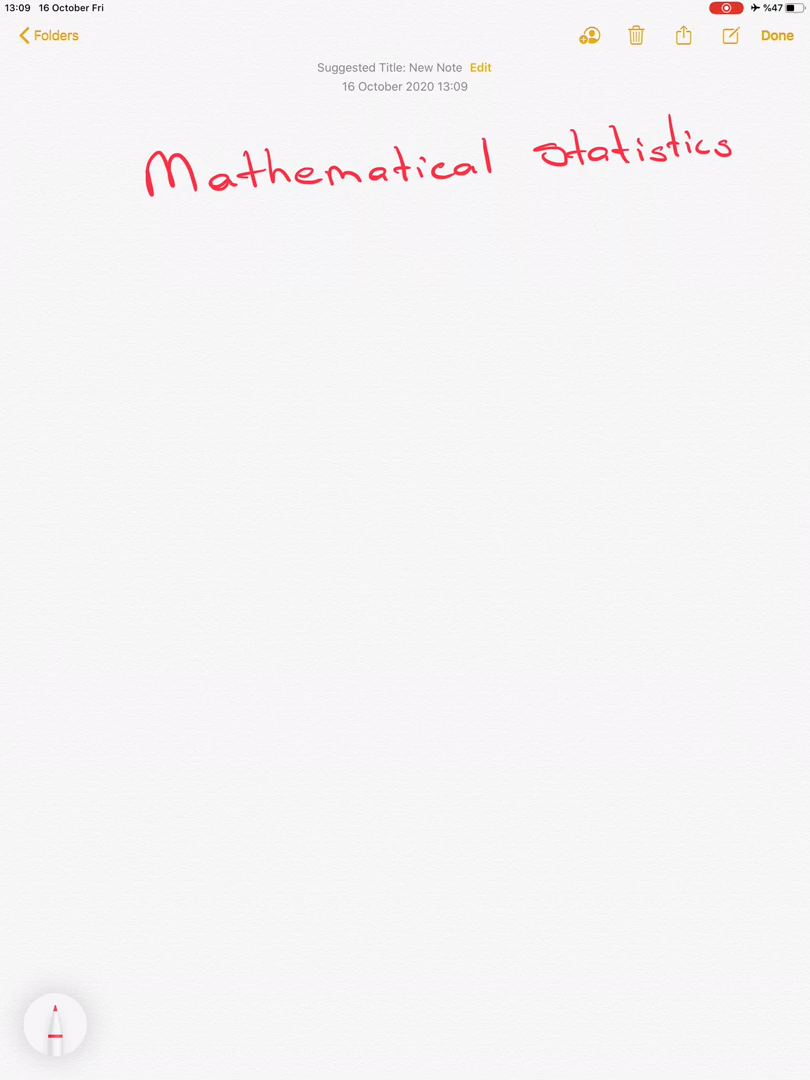 13:09 16 October Fri %47
Folders Done
Suggested Title: New Note Edit
16 October 2020 13:09
Mathematical Statistics